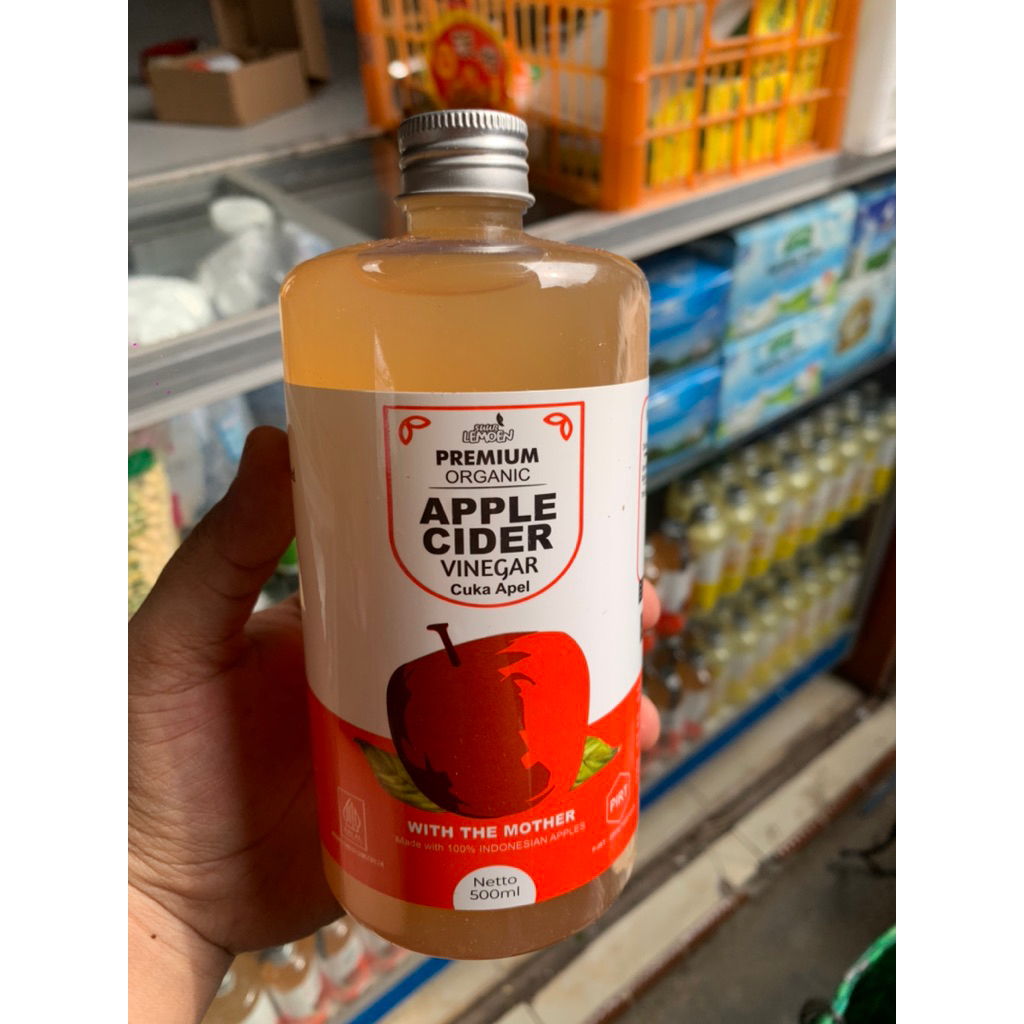 SUUB
LEMOEN
PREMIUM
ORGANIC
APPLE
CIDER
VINEGAR
Cuka Apel
WITH THE MOTHER
Made with 100% INDONESIAN APPLES
PIRT
Netto
500ml